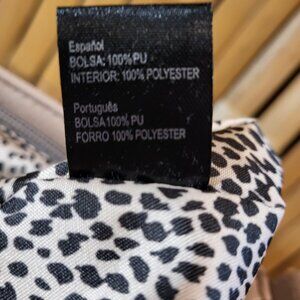 Español
BOLSA: 100% PU
INTERIOR: 100% POLYESTER
Português
BOLSA100% PU
FORRO 100% POLYESTER